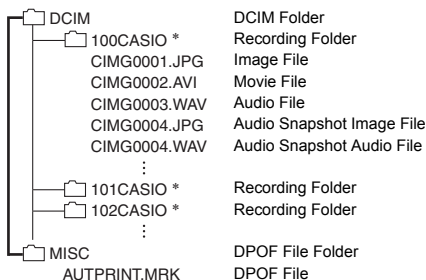 DCIM DCIM Folder
100CASIO * Recording Folder
CIMG0001.JPG Image File
CIMG0002.AVI Movie File
CIMG0003.WAV Audio File
CIMG0004.JPG Audio Snapshot Image File
CIMG0004.WAV Audio Snapshot Audio File
101CASIO * Recording Folder
102CASIO * Recording Folder
MISC DPOF File Folder
AUTPRINT.MRK DPOF File